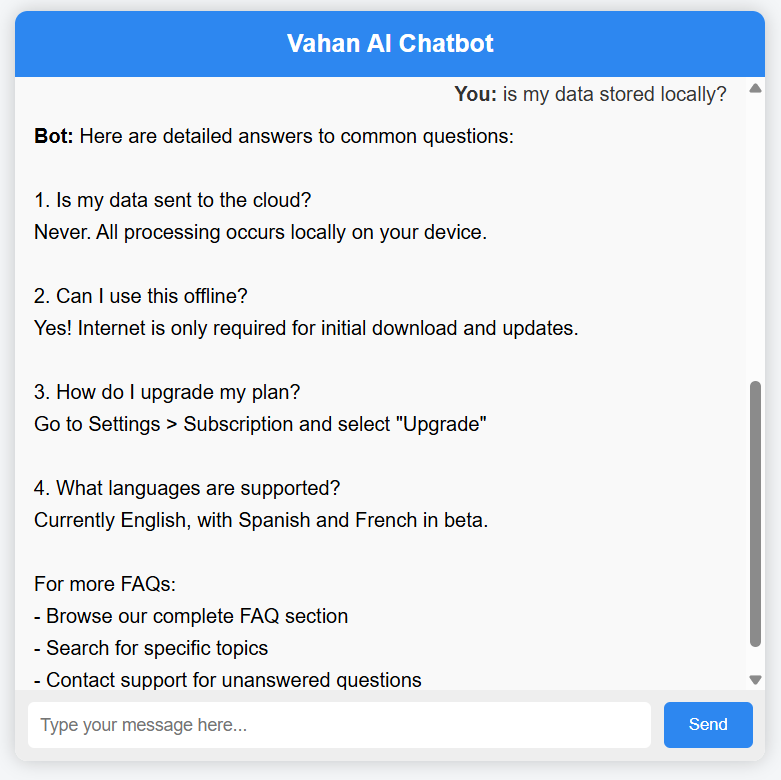 Vahan AI Chatbot
You: is my data stored locally?
Bot: Here are detailed answers to common questions:
1. Is my data sent to the cloud?
Never. All processing occurs locally on your device.
2. Can I use this offline?
Yes! Internet is only required for initial download and updates.
3. How do I upgrade my plan?
Go to Settings > Subscription and select "Upgrade"
4. What languages are supported?
Currently English, with Spanish and French in beta.
For more FAQs:
- Browse our complete FAQ section
- Search for specific topics
- Contact support for unanswered questions
Type your message here...
Send